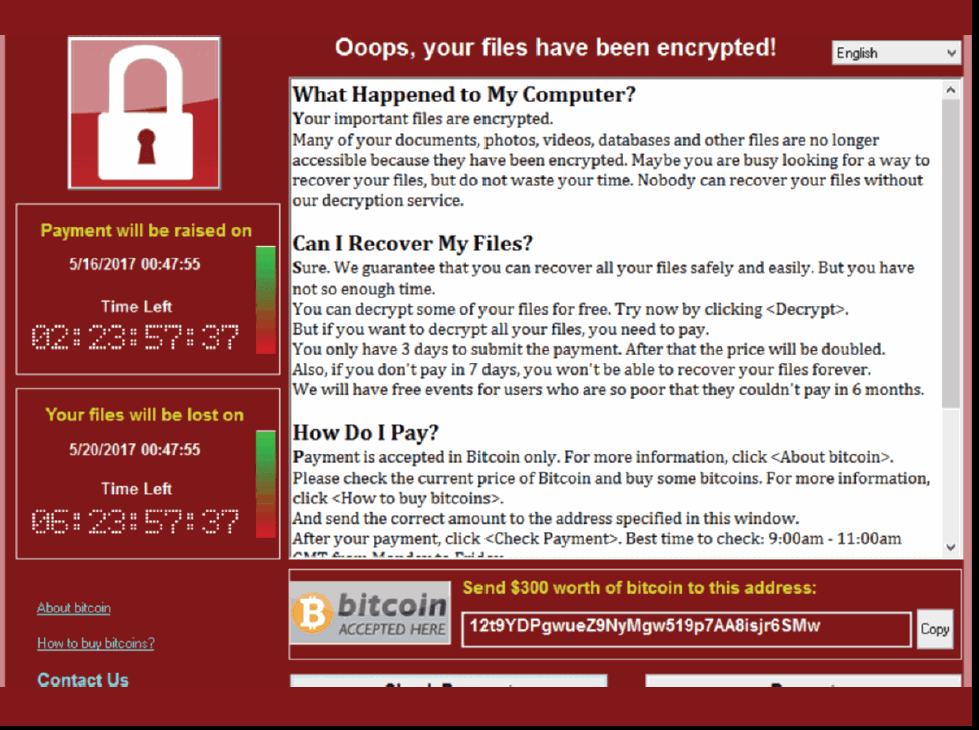 Ooops, your files have been encrypted!
English
What Happened to My Computer?
Your important files are encrypted.
Many of your documents, photos, videos, databases and other files are no longer
accessible because they have been encrypted. Maybe you are busy looking for a way to
recover your files, but do not waste your time. Nobody can recover your files without
our decryption service.
Can I Recover My Files?
Sure. We guarantee that you can recover all your files safely and easily. But you have
not so enough time.
You can decrypt some of your files for free. Try now by clicking <Decrypt>.
But if you want to decrypt all your files, you need to pay.
You only have 3 days to submit the payment. After that the price will be doubled.
Also, if you don't pay in 7 days, you won't be able to recover your files forever.
We will have free events for users who are so poor that they couldn't pay in 6 months.
How Do I Pay?
Payment is accepted in Bitcoin only. For more information, click <About bitcoin>.
Please check the current price of Bitcoin and buy some bitcoins. For more information,
click <How to buy bitcoins>.
And send the correct amount to the address specified in this window.
After your payment, click <Check Payment>. Best time to check: 9:00am - 11:00am
GMT from Monday to Friday
Payment will be raised on
5/16/2017 00:47:55
Time Left
02:23:57:37
Your files will be lost on
5/20/2017 00:47:55
Time Left
06:23:57:37
About bitcoin
How to buy bitcoins?
Contact Us
bitcoin
ACCEPTED HERE
Send $300 worth of bitcoin to this address:
12t9YDPgwueZ9NyMgw519p7AA8isjr6SMw
Copy